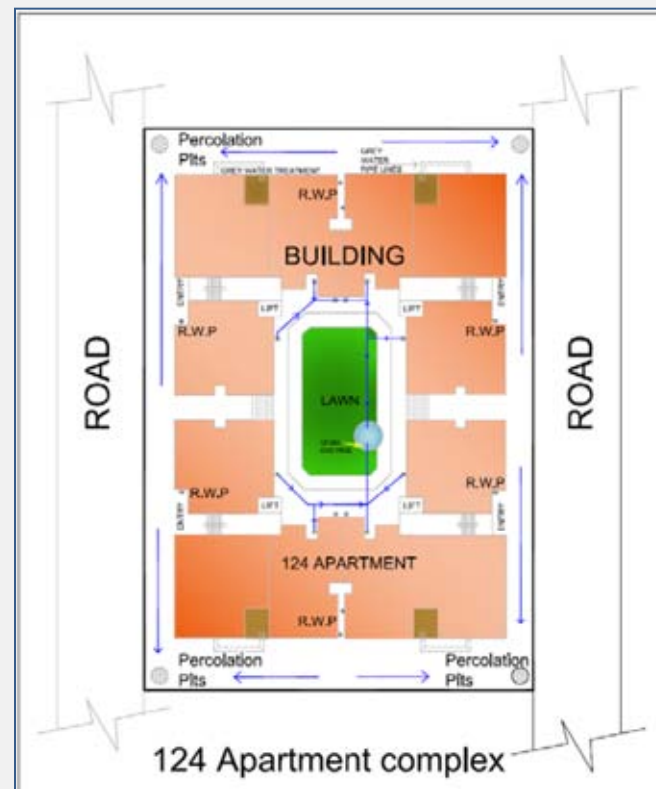 Percolation
Pits
GREY
WATER
PIPE LINES
GREY WATER TREATMENT
R.W.P
BUILDING
ENTRY
ENTRY
LIFT
LIFT
R.W.P
R.W.P
ROAD
ROAD
LAWN
R.W.P
R.W.P
LIFT
LIFT
ENTRY
ENTRY
124 APARTMENT
R.W.P
Percolation
Pits
Percolation
Pits
124 Apartment complex